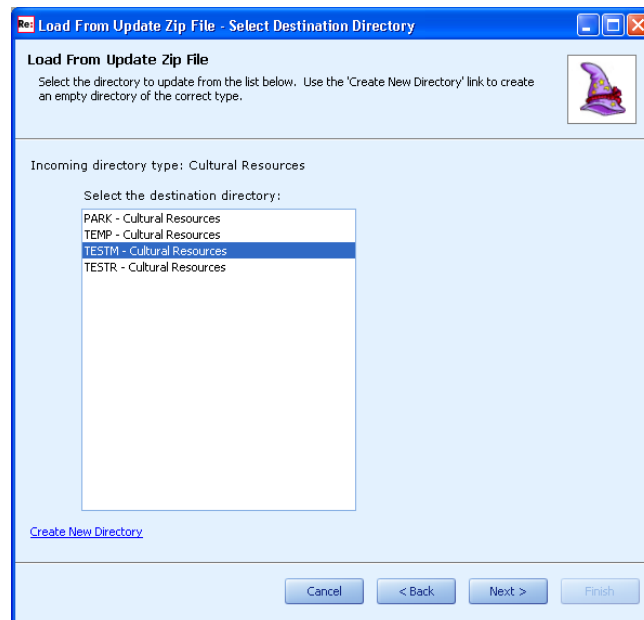 Re: Load From Update Zip File - Select Destination Directory
Load From Update Zip File
Select the directory to update from the list below.  Use the 'Create New Directory' link to create
an empty directory of the correct type.
Incoming directory type: Cultural Resources
Select the destination directory:
PARK - Cultural Resources
TEMP - Cultural Resources
TESTM - Cultural Resources
TESTR - Cultural Resources
Create New Directory
Cancel < Back Next > Finish